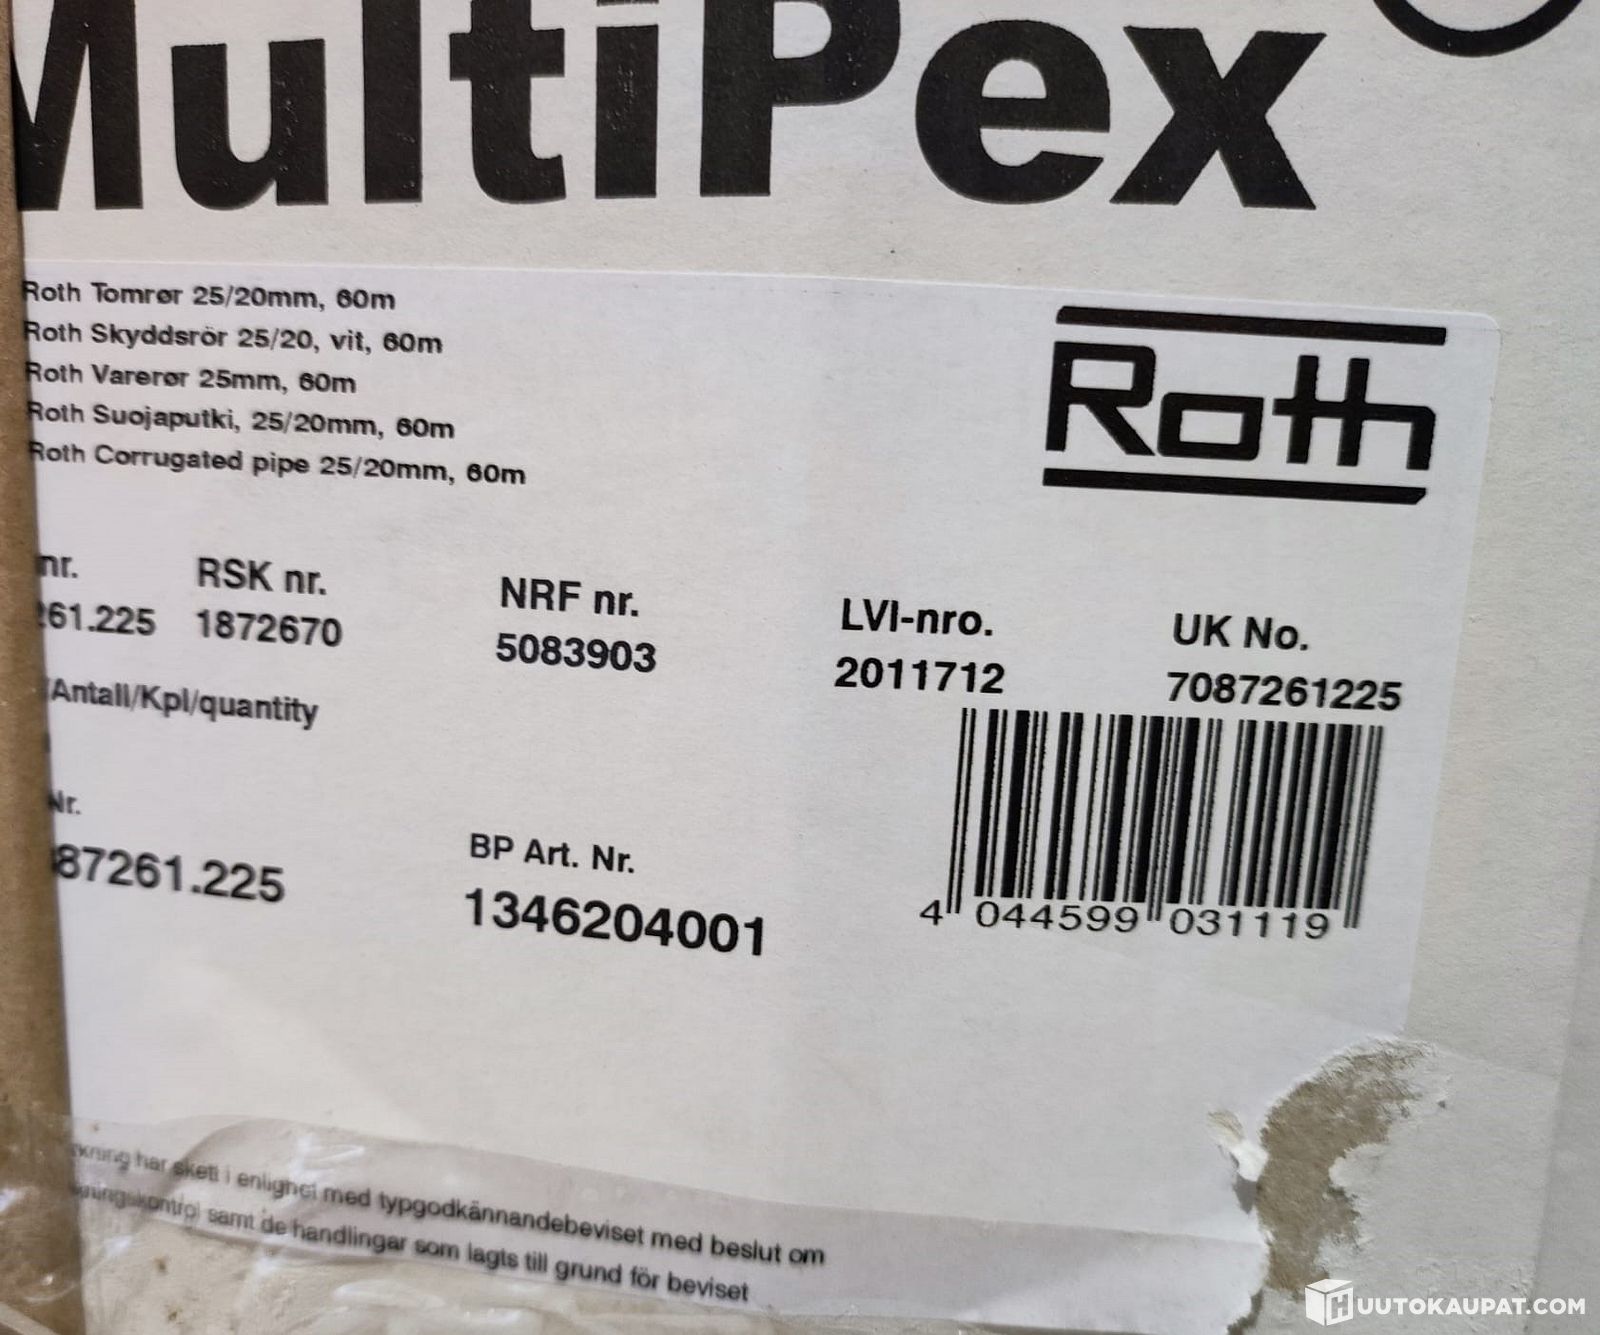 MultiPex
Roth Tomrør 25/20mm, 60m
Roth Skyddsrör 25/20, vit, 60m
Roth Varerør 25mm, 60m
Roth Suojaputki, 25/20mm, 60m
Roth Corrugated pipe 25/20mm, 60m
Roth
nr. RSK nr. NRF nr. LVI-nro. UK No.
261.225 1872670 5083903 2011712 7087261225
/Antall/Kpl/quantity
Nr. BP Art. Nr.
87261.225 1346204001
4 044599 031119
har skett i enlighet med typgodkännandebeviset med beslut om
samt de handlingar som lagts till grund för beviset
HUUTOKAUPAT.COM